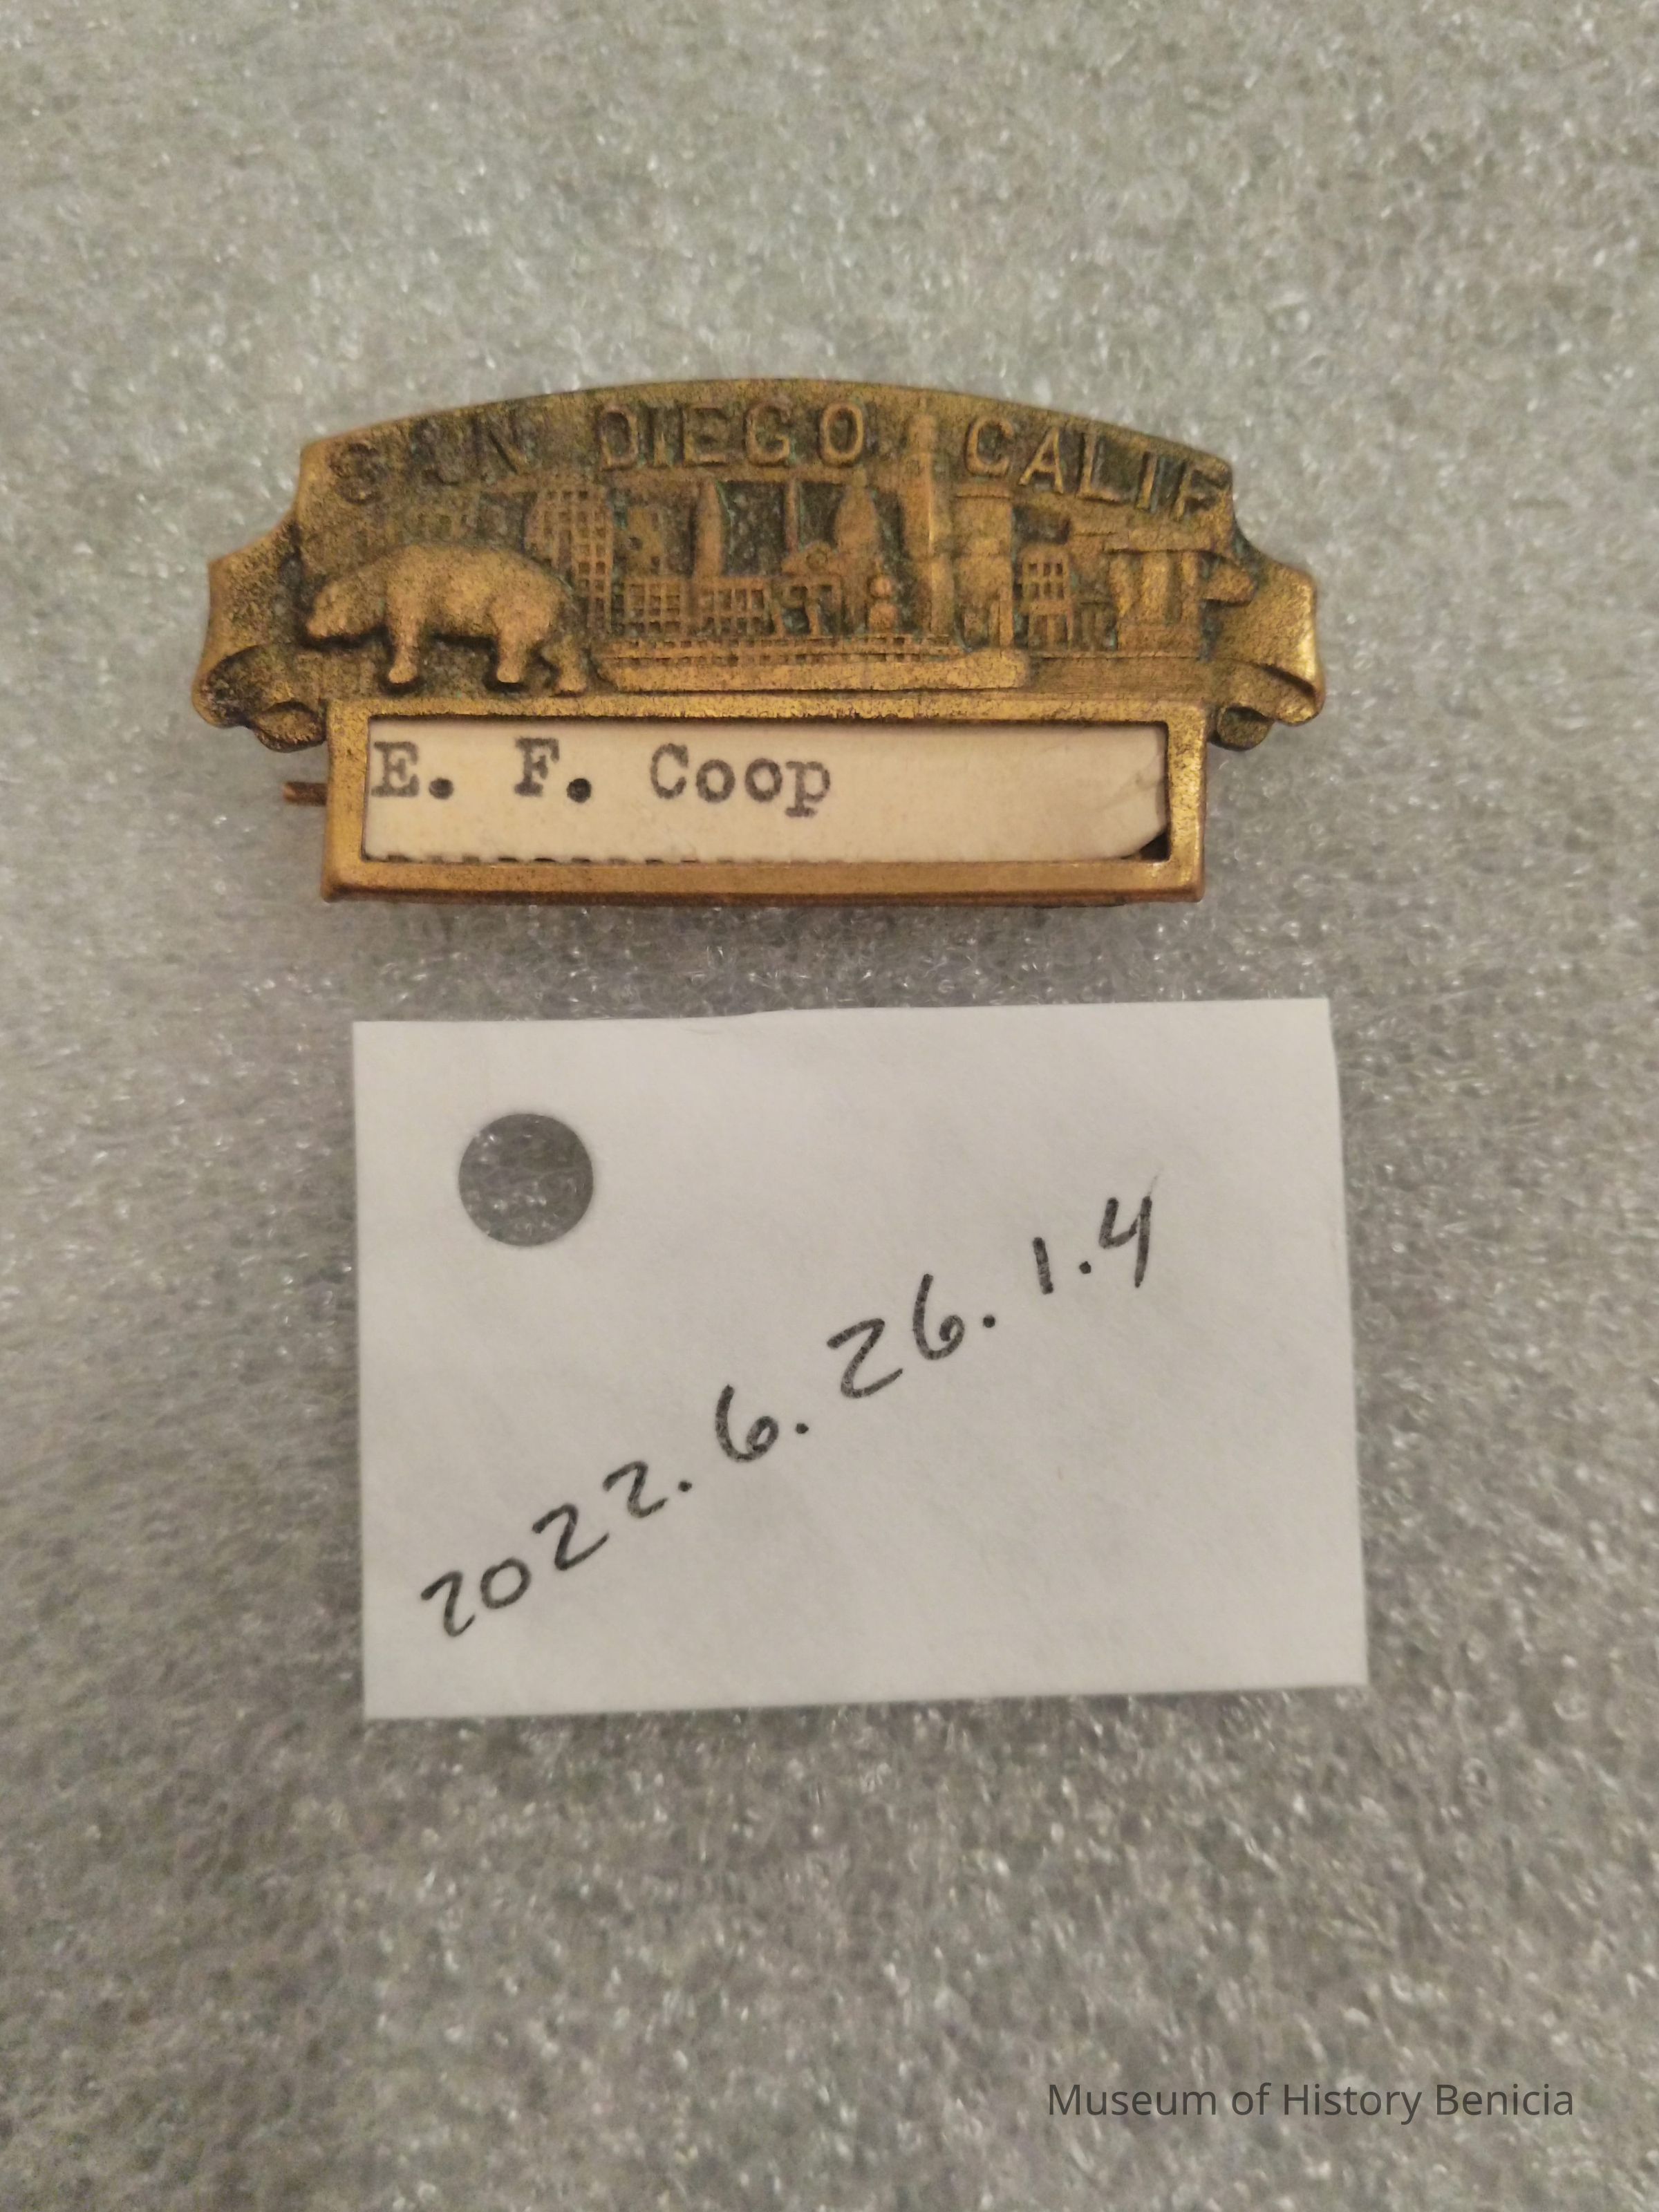 SAN DIEGO CALIF
E. F. Coop
2022.6.26.1.4
Museum of History Benicia